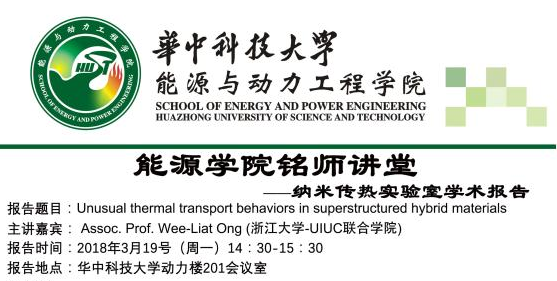 能源与动力工程学院
HUST
SCHOOL OF ENERGY AND POWER ENGINEERING
華中科技大学
能源与动力工程学院
SCHOOL OF ENERGY AND POWER ENGINEERING
HUAZHONG UNIVERSITY OF SCIENCE AND TECHNOLOGY
能源学院铭师讲堂
——纳米传热实验室学术报告
报告题目：Unusual thermal transport behaviors in superstructured hybrid materials
主讲嘉宾： Assoc. Prof. Wee-Liat Ong (浙江大学-UIUC联合学院)
报告时间：2018年3月19号（周一）14：30-15：30
报告地点：华中科技大学动力楼201会议室